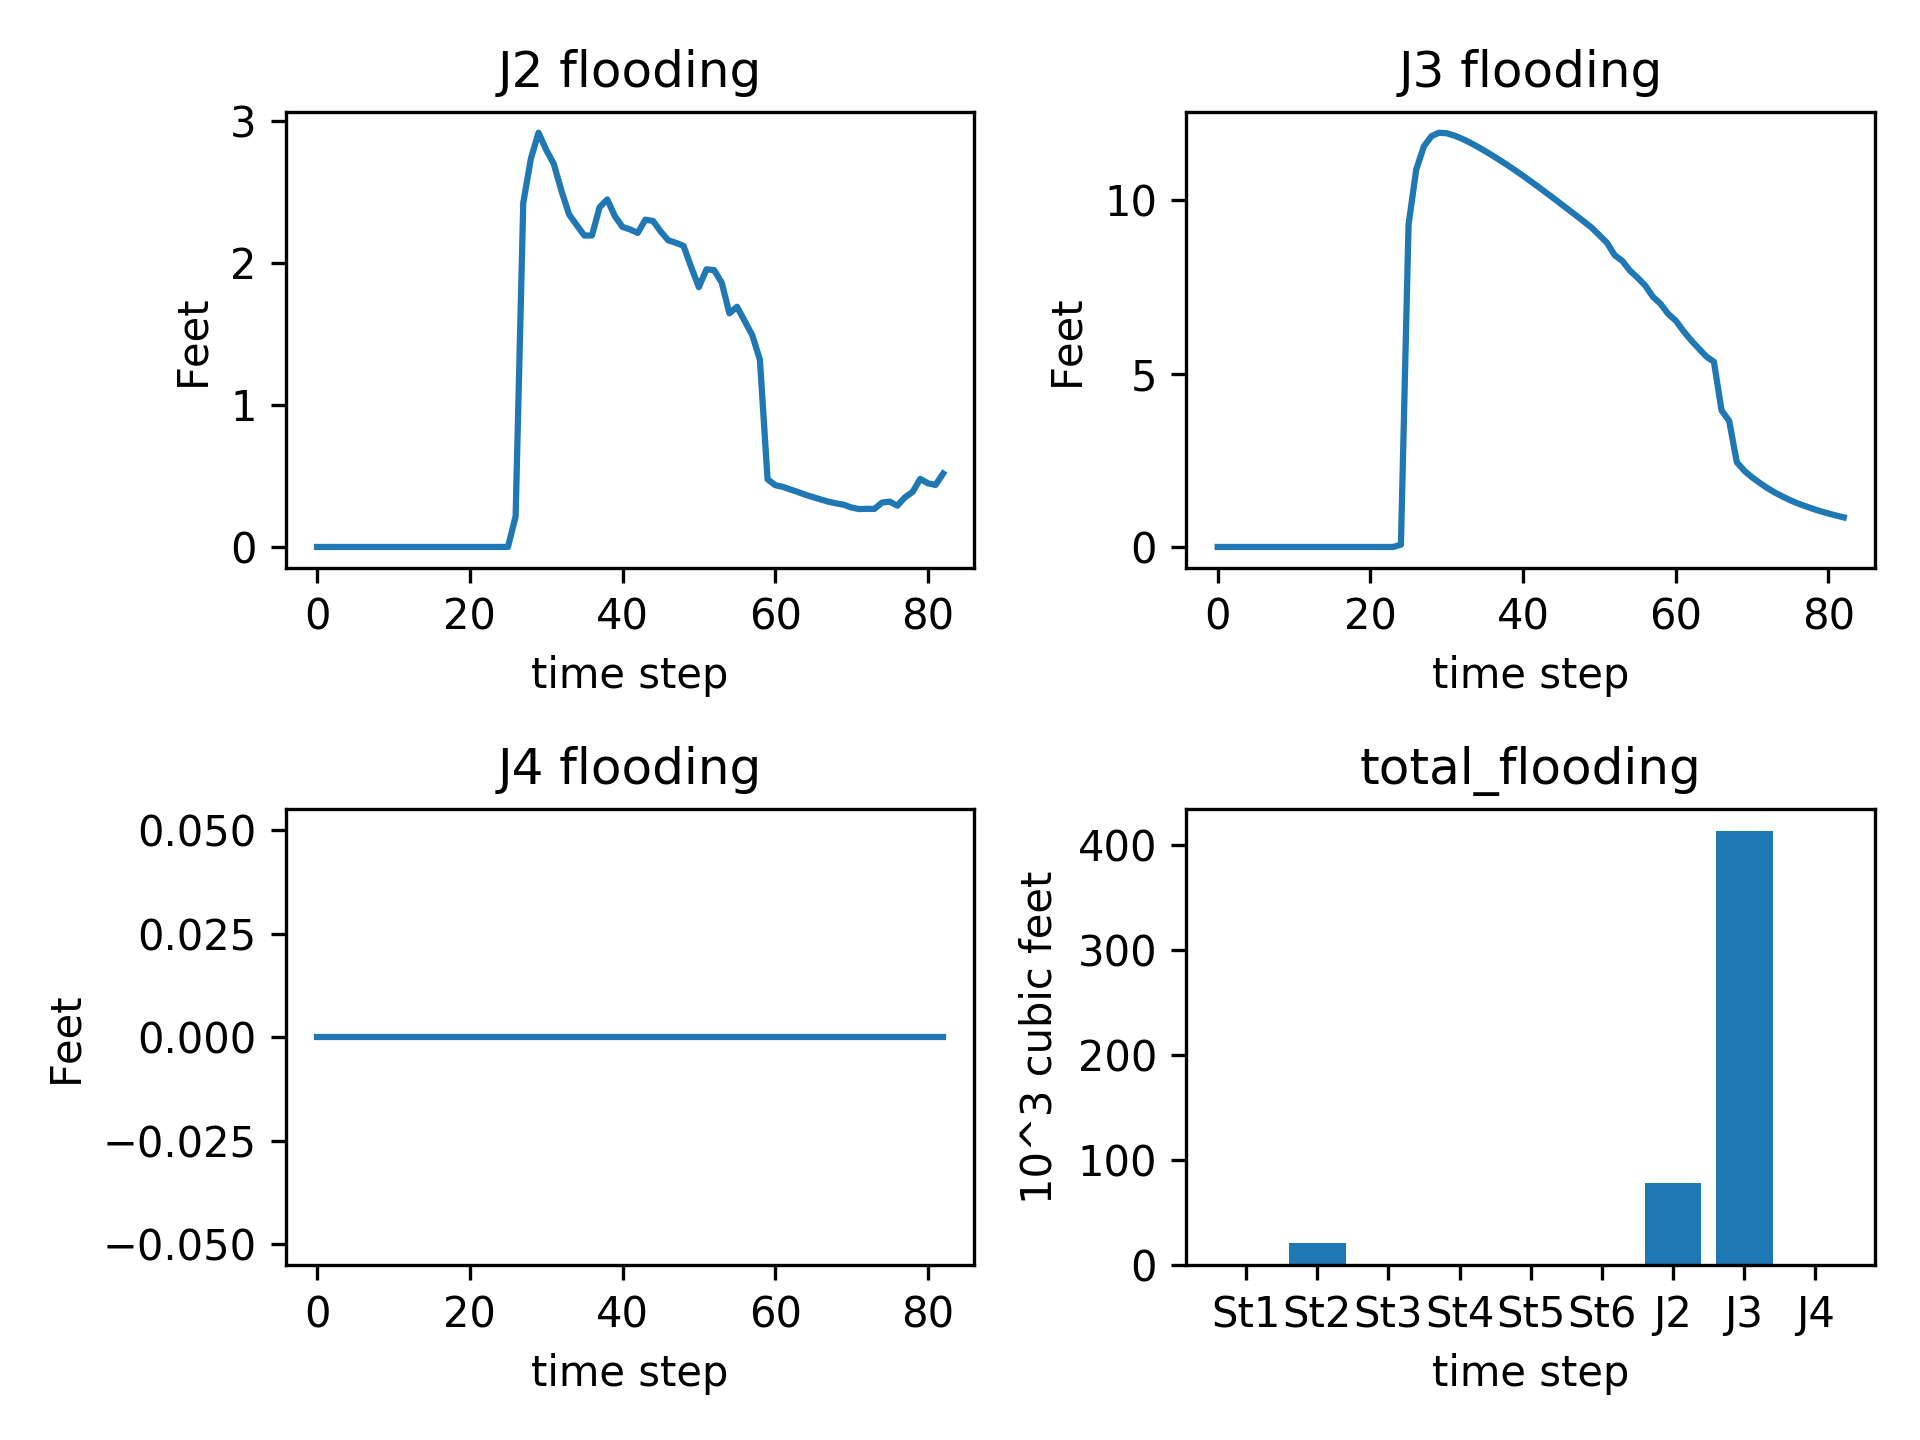 J2 flooding
3
2
1
0
Feet
0 20 40 60 80
time step
J3 flooding
10
5
0
Feet
0 20 40 60 80
time step
J4 flooding
0.050
0.025
0.000
−0.025
−0.050
Feet
0 20 40 60 80
time step
total_flooding
400
300
200
100
0
10^3 cubic feet
St1 St2 St3 St4 St5 St6 J2 J3 J4
time step